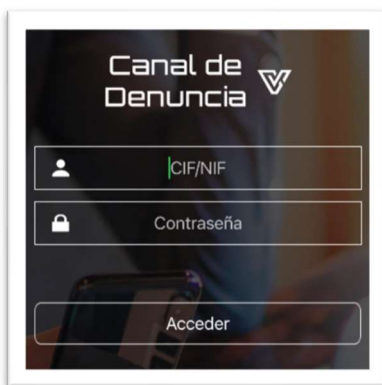 Canal de
Denuncia
CIF/NIF
Contraseña
Acceder